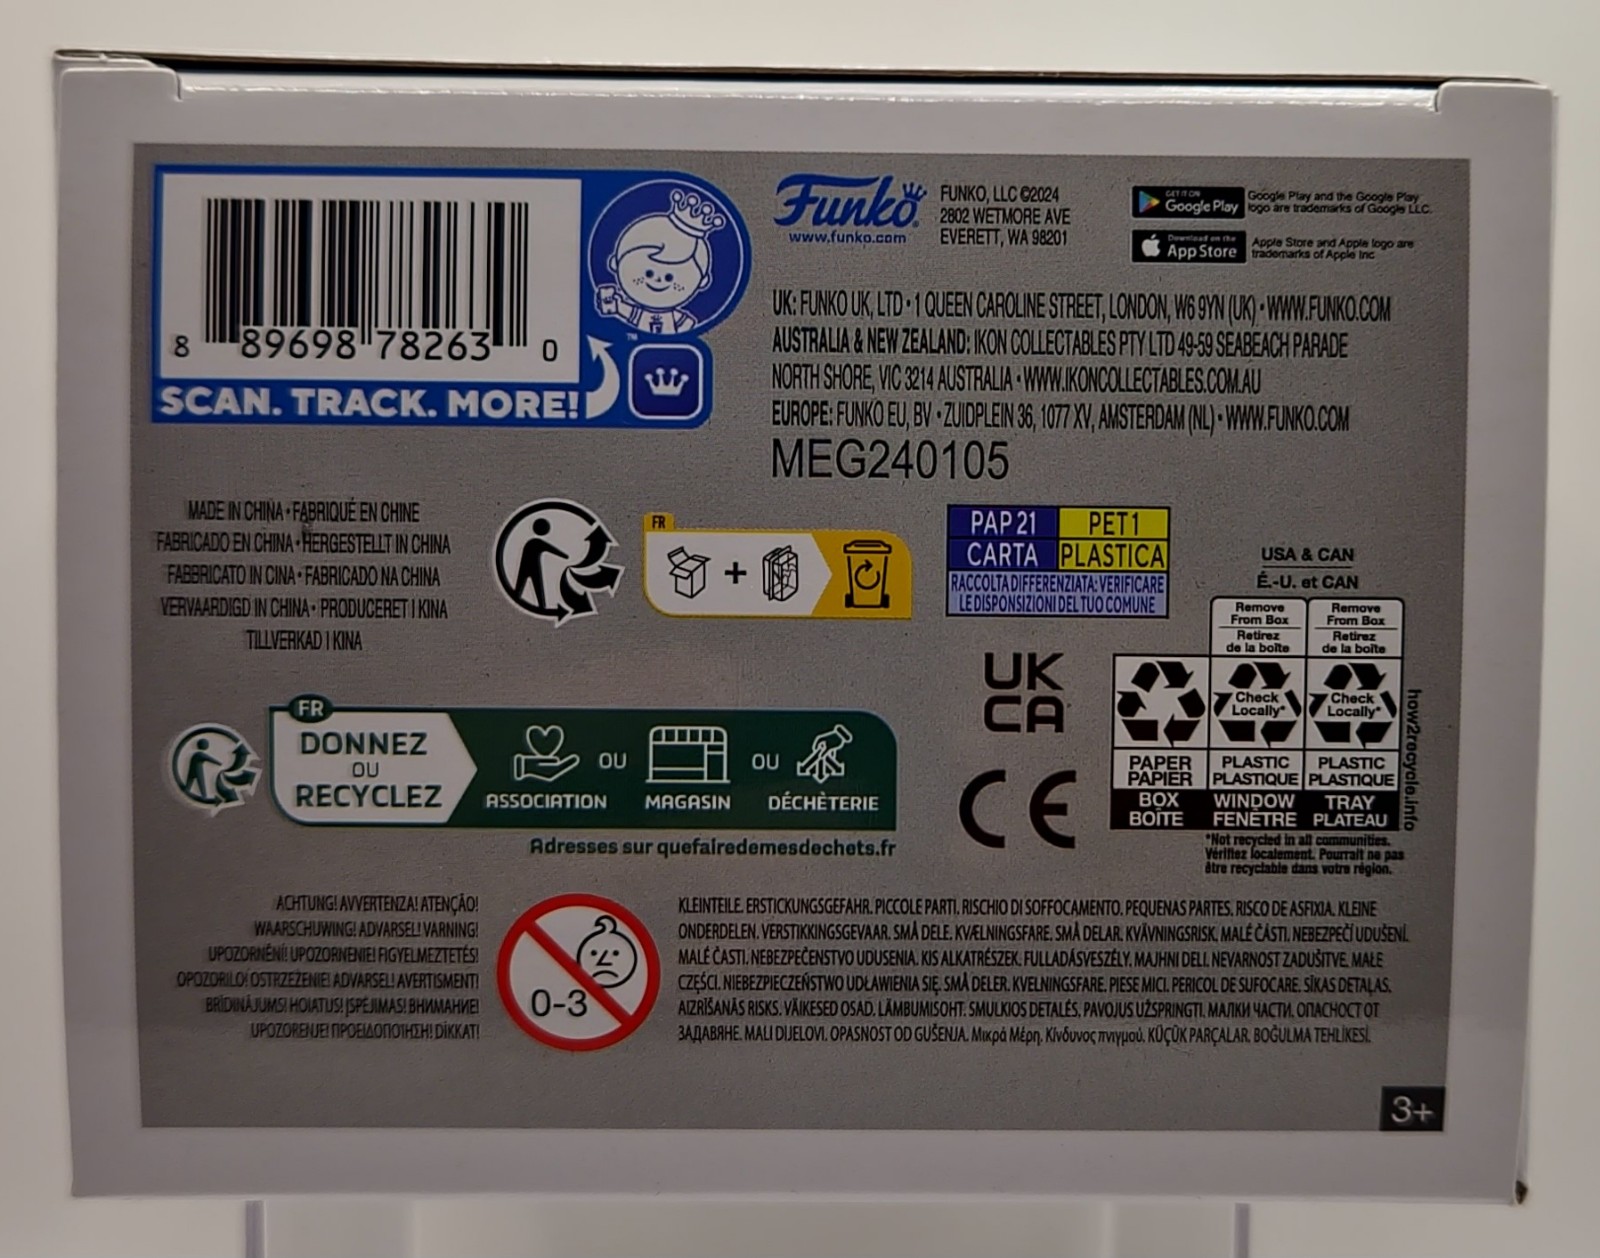 8 89698 78263 0
SCAN. TRACK. MORE!
™
Funko®
www.funko.com
FUNKO, LLC ©2024
2802 WETMORE AVE
EVERETT, WA 98201
GET IT ON
Google Play
Google Play and the Google Play
logo are trademarks of Google LLC.
Download on the
App Store
Apple Store and Apple logo are
trademarks of Apple Inc
UK: FUNKO UK, LTD • 1 QUEEN CAROLINE STREET, LONDON, W6 9YN (UK) • WWW.FUNKO.COM
AUSTRALIA & NEW ZEALAND: IKON COLLECTABLES PTY LTD 49-59 SEABEACH PARADE
NORTH SHORE, VIC 3214 AUSTRALIA • WWW.IKONCOLLECTABLES.COM.AU
EUROPE: FUNKO EU, BV • ZUIDPLEIN 36, 1077 XV, AMSTERDAM (NL) • WWW.FUNKO.COM
MEG240105
MADE IN CHINA • FABRIQUÉ EN CHINE
FABRICADO EN CHINA • HERGESTELLT IN CHINA
FABBRICATO IN CINA • FABRICADO NA CHINA
VERVAARDIGD IN CHINA • PRODUCERET I KINA
TILLVERKAD I KINA
FR
+
PAP 21
PET 1
CARTA
PLASTICA
RACCOLTA DIFFERENZIATA: VERIFICARE
LE DISPOSIZIONI DEL TUO COMUNE
USA & CAN
É.-U. et CAN
Remove
From Box
Retirez
de la boîte
Remove
From Box
Retirez
de la boîte
Check
Locally*
Check
Locally*
PAPER
PAPIER
PLASTIC
PLASTIQUE
PLASTIC
PLASTIQUE
BOX
BOÎTE
WINDOW
FENÊTRE
TRAY
PLATEAU
how2recycle.info
*Not recycled in all communities.
Vérifiez localement. Pourrait ne pas
être recyclable dans votre région.
UK
CA
CE
FR
DONNEZ
OU
RECYCLEZ
ASSOCIATION
OU
MAGASIN
OU
DÉCHÈTERIE
Adresses sur quefairedemesdechets.fr
ACHTUNG! AVVERTENZA! ATENÇÃO!
WAARSCHUWING! ADVARSEL! VARNING!
UPOZORNĚNÍ! UPOZORNENIE! FIGYELMEZTETÉS!
OPOZORILO! OSTRZEŻENIE! ADVARSEL! AVERTISMENT!
BRĪDINĀJUMS! HOIATUS! ĮSPĖJIMAS! ВНИМАНИЕ!
UPOZORENJE! ΠΡΟΕΙΔΟΠΟΙΗΣΗ! DİKKAT!
0-3
KLEINTEILE. ERSTICKUNGSGEFAHR. PICCOLE PARTI. RISCHIO DI SOFFOCAMENTO. PEQUENAS PARTES. RISCO DE ASFIXIA. KLEINE
ONDERDELEN. VERSTIKKINGSGEVAAR. SMÅ DELE. KVÆLNINGSFARE. SMÅ DELAR. KVÄVNINGSRISK. MALÉ ČÁSTI. NEBEZPEČÍ UDUŠENÍ.
MALÉ ČASTI. NEBEZPEČENSTVO UDUSENIA. KIS ALKATRÉSZEK. FULLADÁSVESZÉLY. MAJHNI DELI. NEVARNOST ZADUŠITVE. MAŁE
CZĘŚCI. NIEBEZPIECZEŃSTWO UDŁAWIENIA SIĘ. SMÅ DELER. KVELNINGSFARE. PIESE MICI. PERICOL DE SUFOCARE. SĪKAS DETAĻAS.
AIZRĪŠANĀS RISKS. VÄIKESED OSAD. LÄMBUMISOHT. SMULKIOS DETALĖS. PAVOJUS UŽSPRINGTI. МАЛКИ ЧАСТИ. ОПАСНОСТ ОТ
ЗАДАВЯНЕ. MALI DIJELOVI. OPASNOST OD GUŠENJA. Μικρά Μέρη. Κίνδυνος πνιγμού. KÜÇÜK PARÇALAR. BOĞULMA TEHLİKESİ.
3+